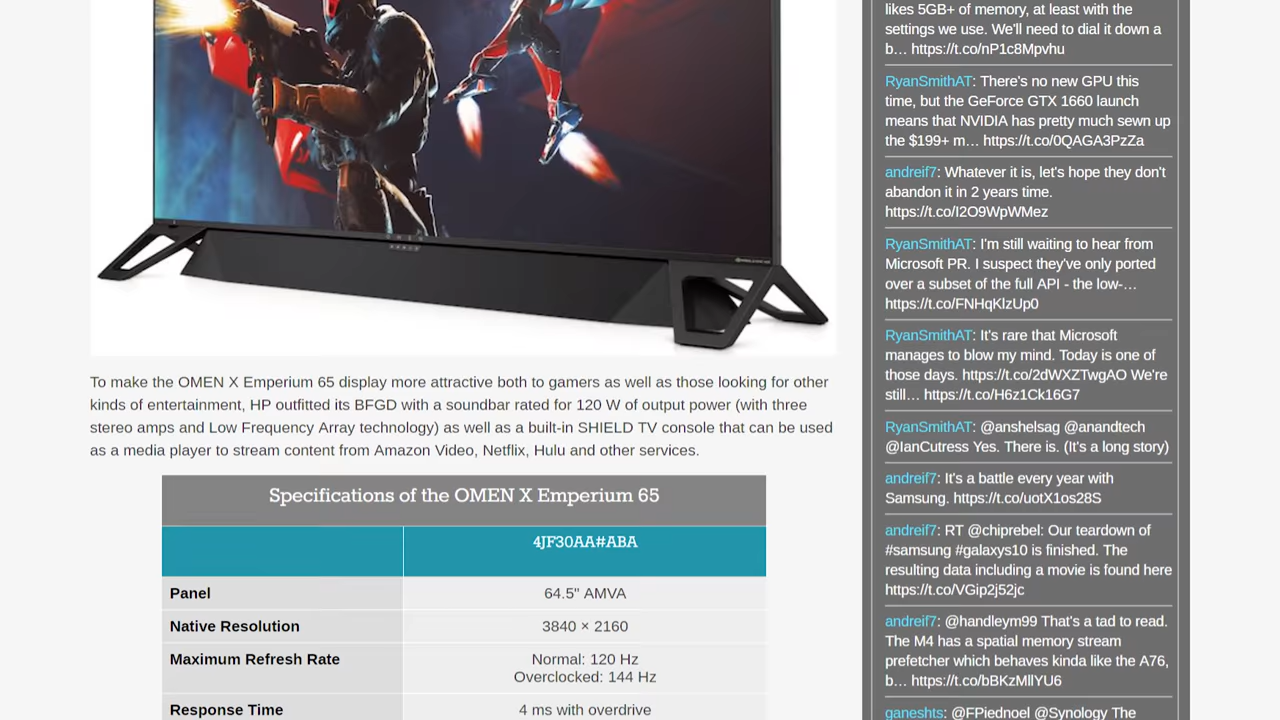 OMEN
To make the OMEN X Emperium 65 display more attractive both to gamers as well as those looking for other
kinds of entertainment, HP outfitted its BFGD with a soundbar rated for 120 W of output power (with three
stereo amps and Low Frequency Array technology) as well as a built-in SHIELD TV console that can be used
as a media player to stream content from Amazon Video, Netflix, Hulu and other services.
Specifications of the OMEN X Emperium 65
4JF30AA#ABA
Panel
64.5" AMVA
Native Resolution
3840 × 2160
Maximum Refresh Rate
Normal: 120 Hz
Overclocked: 144 Hz
Response Time
4 ms with overdrive
likes 5GB+ of memory, at least with the
settings we use. We'll need to dial it down a
b… https://t.co/nP1c8Mpvhu
RyanSmithAT: There's no new GPU this
time, but the GeForce GTX 1660 launch
means that NVIDIA has pretty much sewn up
the $199+ m… https://t.co/0QAGA3PzZa
andreif7: Whatever it is, let's hope they don't
abandon it in 2 years time.
https://t.co/I2O9WpWMez
RyanSmithAT: I'm still waiting to hear from
Microsoft PR. I suspect they've only ported
over a subset of the full API - the low-…
https://t.co/FNHqKlzUp0
RyanSmithAT: It's rare that Microsoft
manages to blow my mind. Today is one of
those days. https://t.co/2dWXZTwgAO We're
still… https://t.co/H6z1Ck16G7
RyanSmithAT: @anshelsag @anandtech
@IanCutress Yes. There is. (It's a long story)
andreif7: It's a battle every year with
Samsung. https://t.co/uotX1os28S
andreif7: RT @chiprebel: Our teardown of
#samsung #galaxys10 is finished. The
resulting data including a movie is found here
https://t.co/VGip2j52jc
andreif7: @handleym99 That's a tad to read.
The M4 has a spatial memory stream
prefetcher which behaves kinda like the A76,
b… https://t.co/bBKzMllYU6
ganeshts: @FPiednoel @Synology The